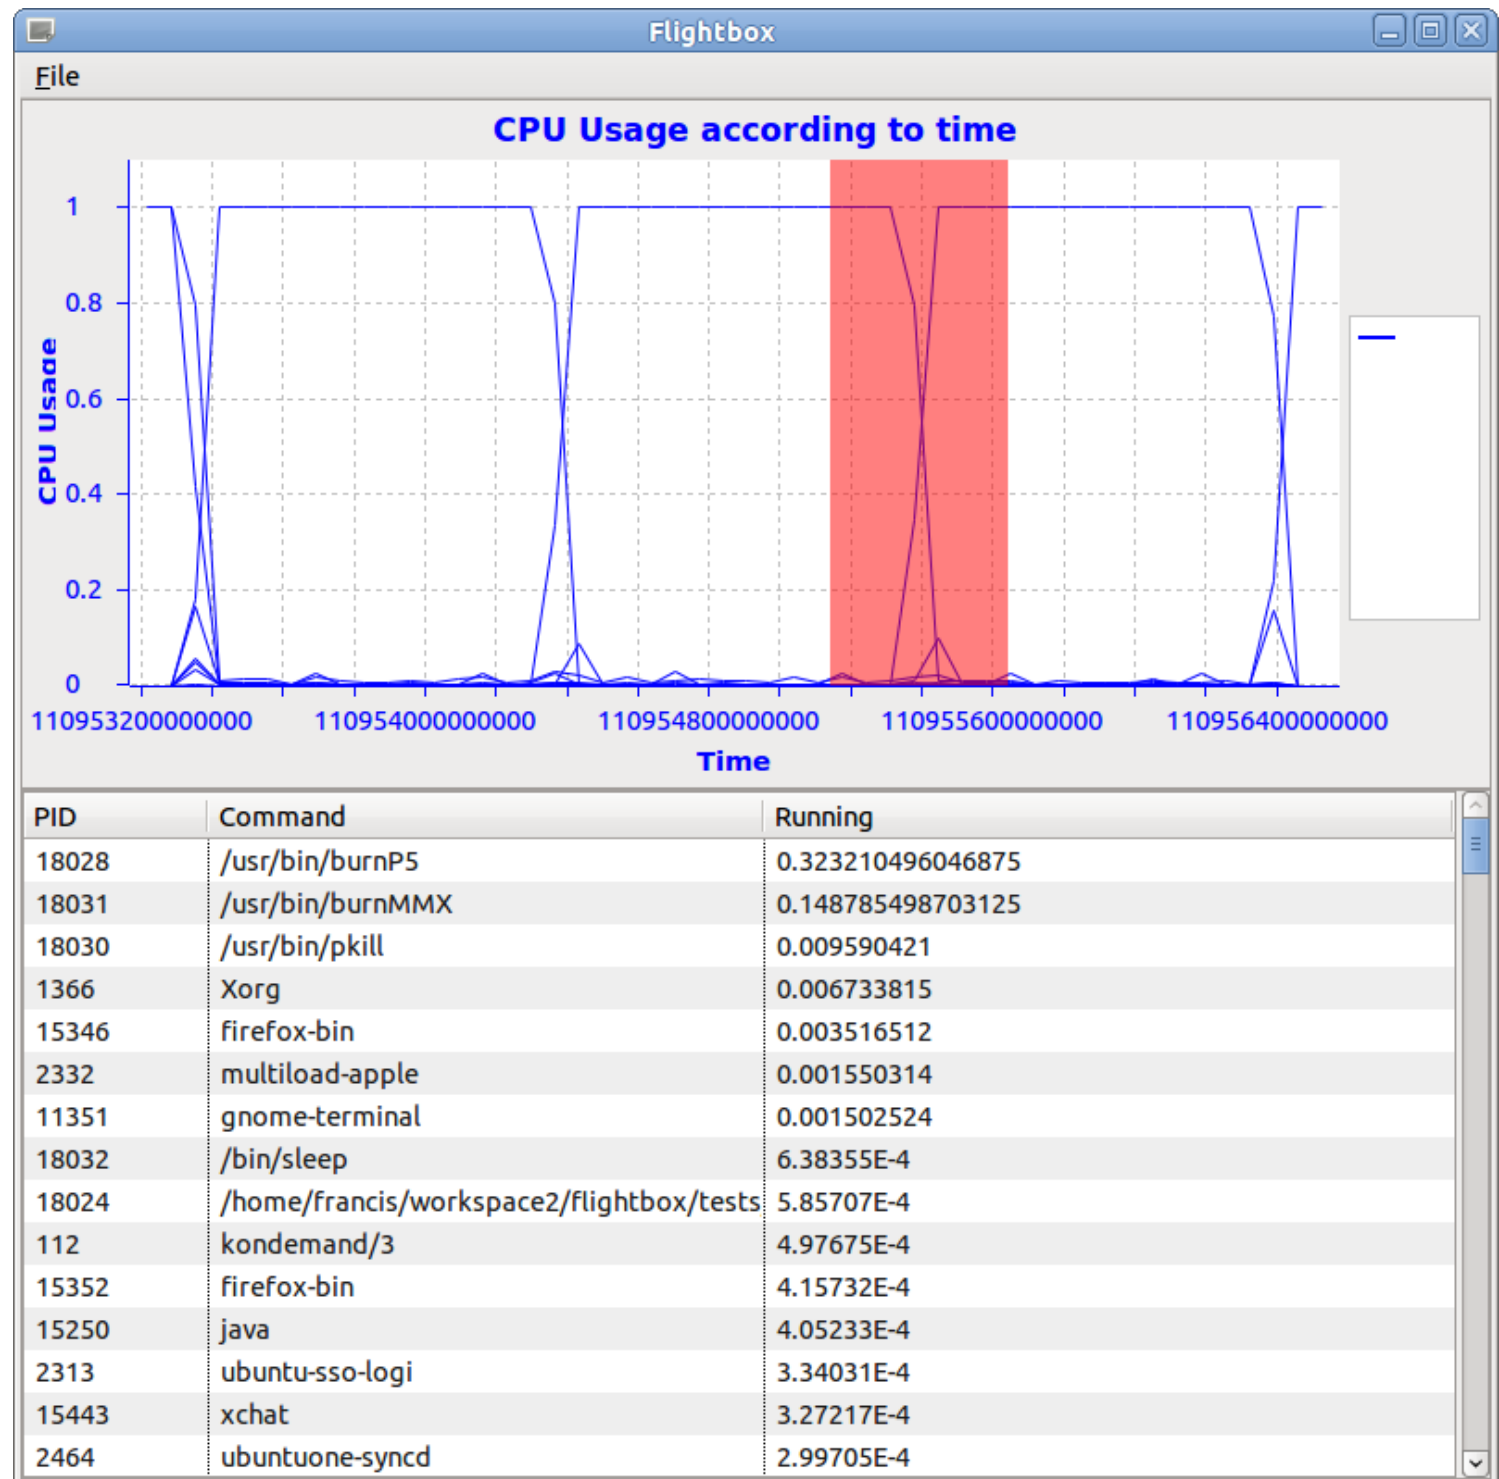 Flightbox
File
CPU Usage according to time
1
0.8
0.6
0.4
0.2
0
CPU Usage
110953200000000 110954000000000 110954800000000 110955600000000 110956400000000
Time
PID Command Running
18028 /usr/bin/burnP5 0.323210496046875
18031 /usr/bin/burnMMX 0.148785498703125
18030 /usr/bin/pkill 0.009590421
1366 Xorg 0.006733815
15346 firefox-bin 0.003516512
2332 multiload-apple 0.001550314
11351 gnome-terminal 0.001502524
18032 /bin/sleep 6.38355E-4
18024 /home/francis/workspace2/flightbox/tests 5.85707E-4
112 kondemand/3 4.97675E-4
15352 firefox-bin 4.15732E-4
15250 java 4.05233E-4
2313 ubuntu-sso-logi 3.34031E-4
15443 xchat 3.27217E-4
2464 ubuntuone-syncd 2.99705E-4